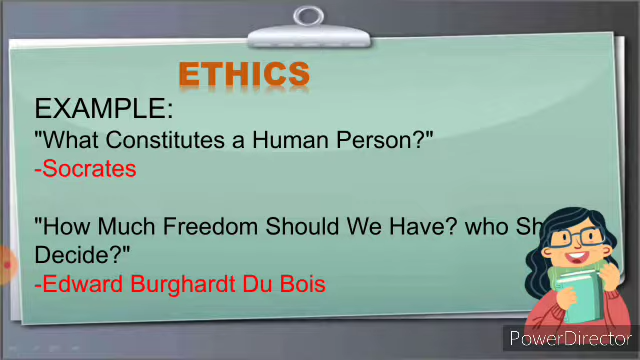 ETHICS
EXAMPLE:
"What Constitutes a Human Person?"
-Socrates
"How Much Freedom Should We Have? who
Decide?"
-Edward Burghardt Du Bois
PowerDirector